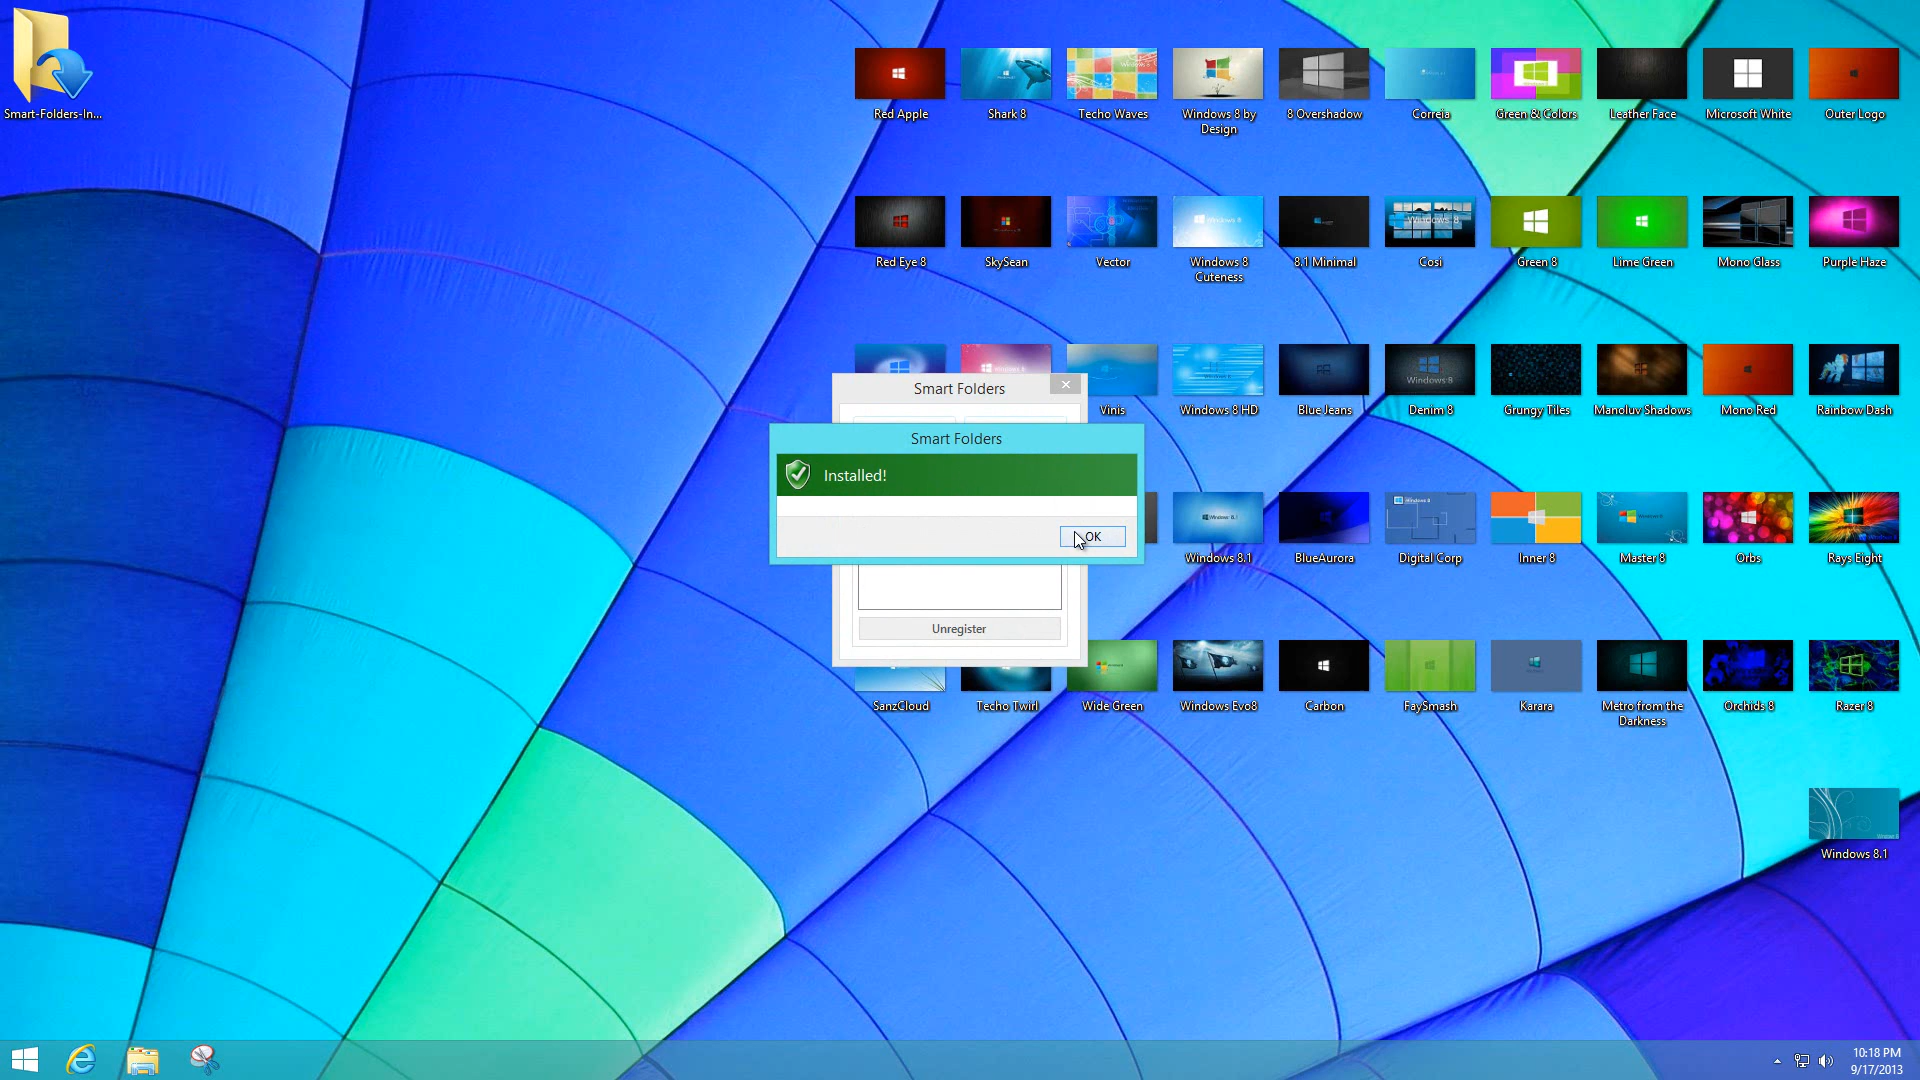 Smart-Folders-In...
Red Apple
Shark 8
Techo Waves
Windows 8 by
Design
8 Overshadow
Correia
Green & Colors
Leather Face
Microsoft White
Outer Logo
Red Eye 8
SkySean
Vector
Windows 8
Cuteness
8.1 Minimal
Cosi
Green 8
Lime Green
Mono Glass
Purple Haze
Smart Folders
Vinis
Windows 8 HD
Blue Jeans
Denim 8
Grungy Tiles
Manoluv Shadows
Mono Red
Rainbow Dash
Smart Folders
Installed!
OK
Windows 8.1
BlueAurora
Digital Corp
Inner 8
Master 8
Orbs
Rays Eight
Unregister
SanzCloud
Techo Twirl
Wide Green
Windows Evo8
Carbon
FaySmash
Karara
Metro from the
Darkness
Orchids 8
Razer 8
Windows 8.1
10:18 PM
9/17/2013